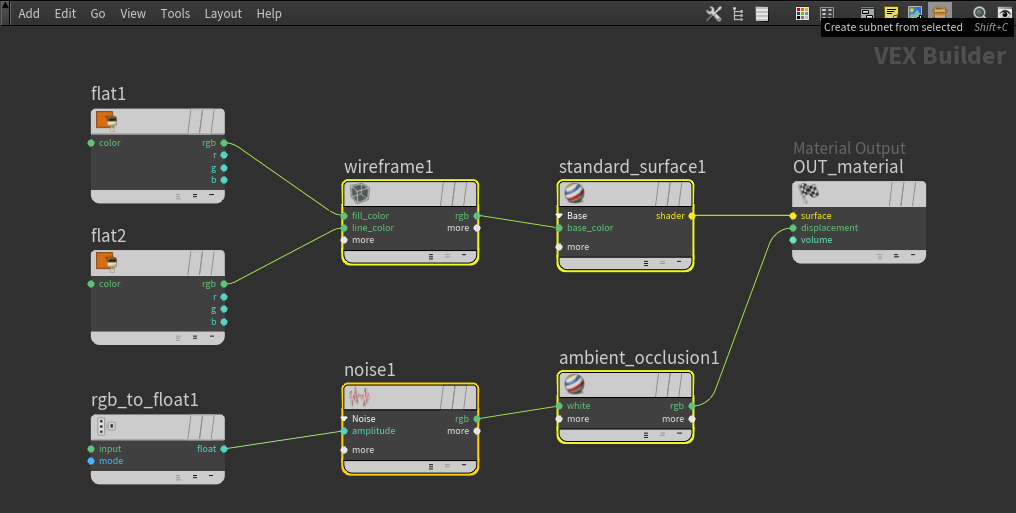 Add Edit Go View Tools Layout Help
Create subnet from selected Shift+C
VEX Builder
flat1
color rgb
r
g
b
flat2
color rgb
r
g
b
rgb_to_float1
input float
mode
wireframe1
fill_color rgb
line_color more
more
noise1
Noise rgb
amplitude more
more
standard_surface1
Base shader
base_color
more
ambient_occlusion1
white rgb
more more
Material Output
OUT_material
surface
displacement
volume